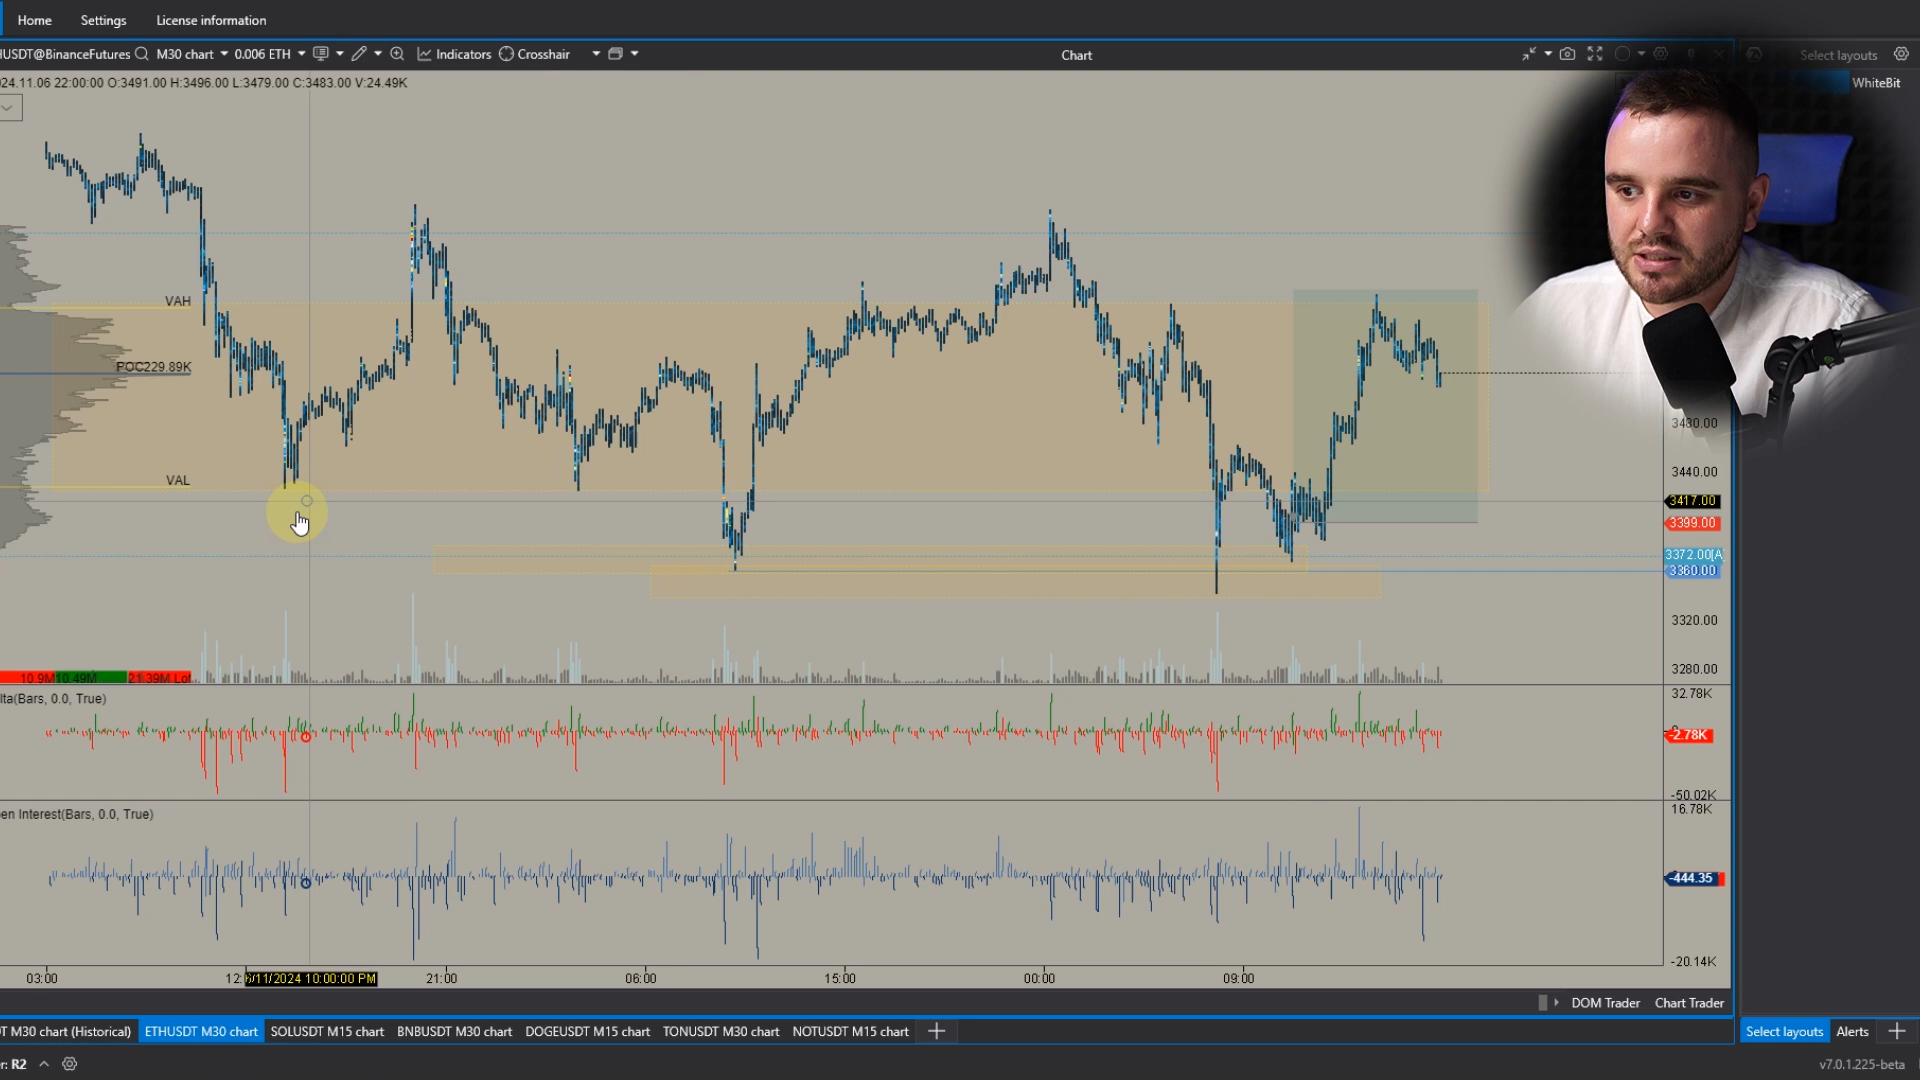 Home Settings License information
HUSDT@BinanceFutures M30 chart 0.006 ETH Indicators Crosshair Chart Select layouts
24.11.06 22:00:00 O:3491.00 H:3496.00 L:3479.00 C:3483.00 V:24.49K WhiteBit
VAH
POC229.89K
3480.00
3440.00
VAL
3417.00
3399.00
3372.00(A
3360.00
3320.00
3280.00
10.9M 10.49M 21.39M Lot
32.78K
lta(Bars, 0.0, True)
-2.78K
-50.02K
16.78K
en Interest(Bars, 0.0, True)
-444.35
-20.14K
03:00 12: 6/11/2024 10:00:00 PM 21:00 06:00 15:00 00:00 09:00
DOM Trader Chart Trader
T M30 chart (Historical) ETHUSDT M30 chart SOLUSDT M15 chart BNBUSDT M30 chart DOGEUSDT M15 chart TONUSDT M30 chart NOTUSDT M15 chart Select layouts Alerts
r: R2 v7.0.1.225-beta